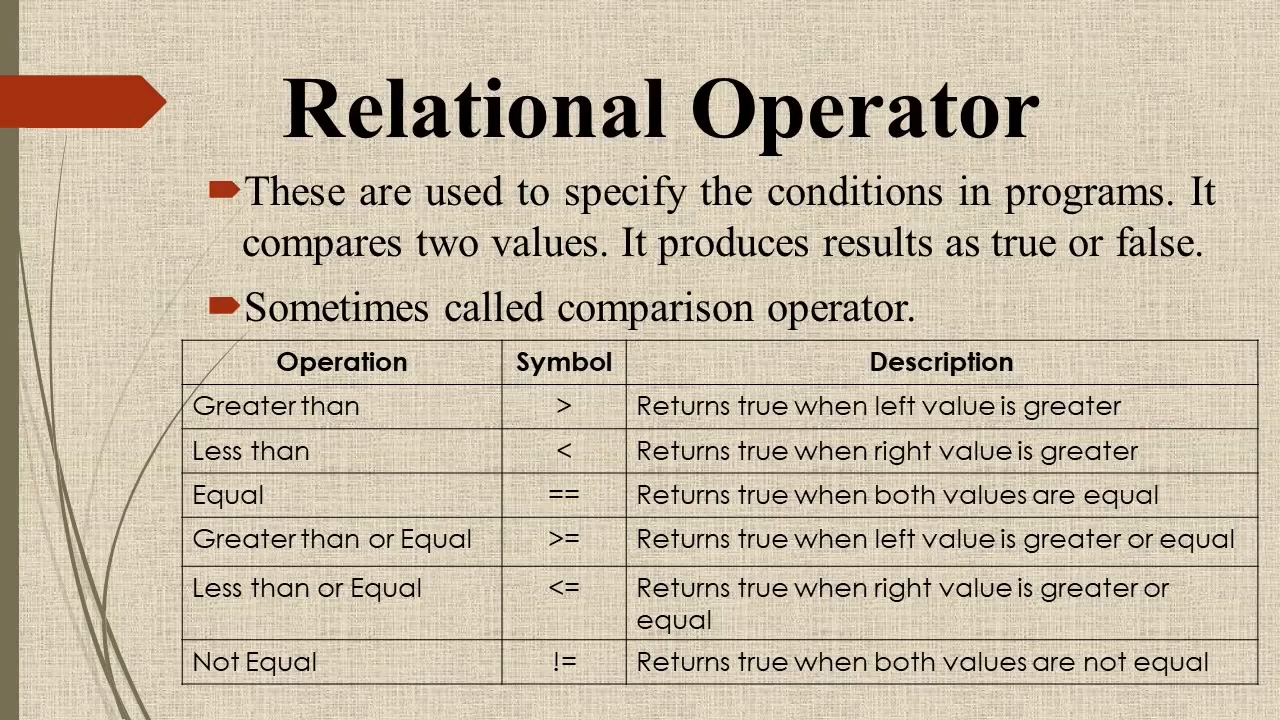 Relational Operator
These are used to specify the conditions in programs. It
compares two values. It produces results as true or false.
Sometimes called comparison operator.
Operation Symbol Description
Greater than > Returns true when left value is greater
Less than < Returns true when right value is greater
Equal == Returns true when both values are equal
Greater than or Equal >= Returns true when left value is greater or equal
Less than or Equal <= Returns true when right value is greater or
equal
Not Equal != Returns true when both values are not equal